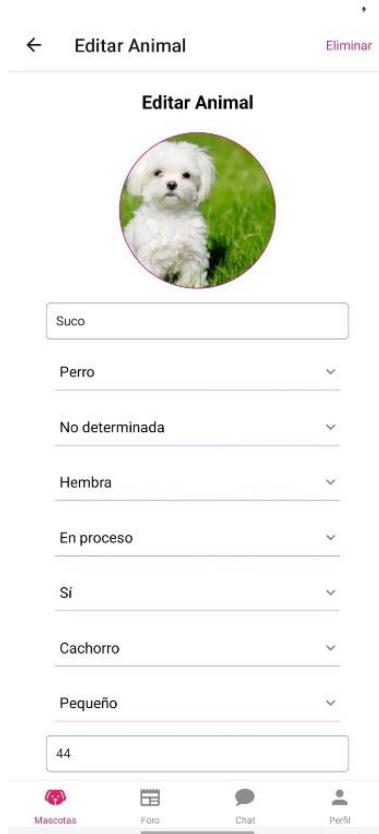 Editar Animal
Eliminar
Editar Animal
Suco
Perro
No determinada
Hembra
En proceso
Sí
Cachorro
Pequeño
44
Mascotas
Foro
Chat
Perfil